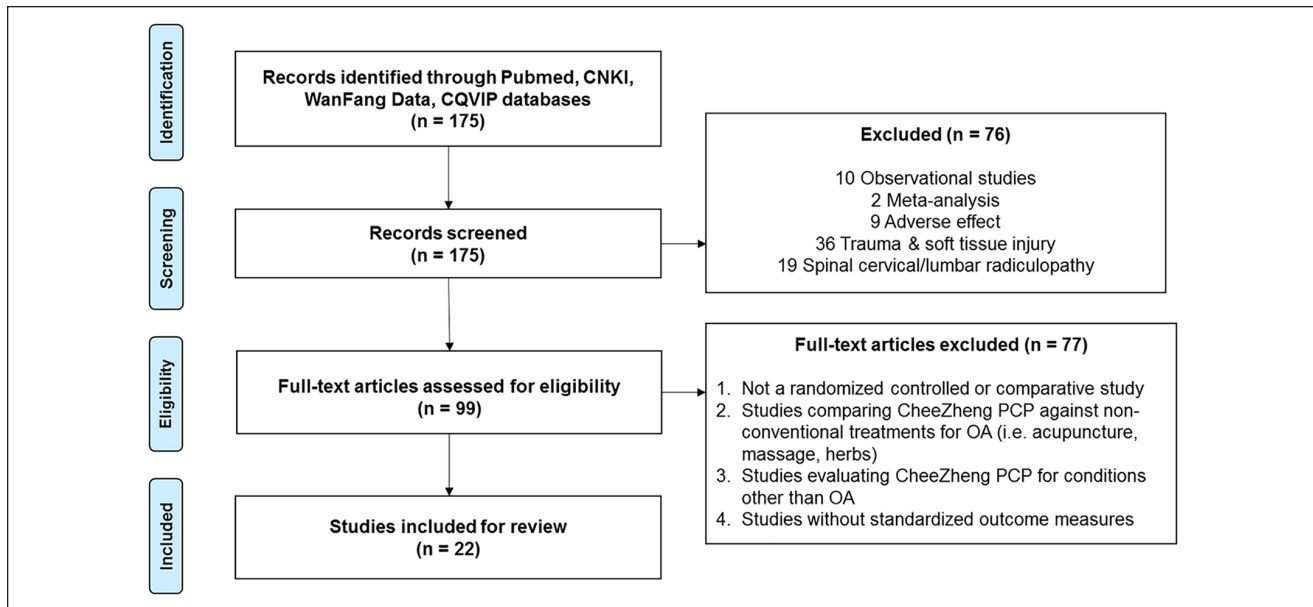 Identification
Records identified through Pubmed, CNKI,
WanFang Data, CQVIP databases
(n = 175)
Excluded (n = 76)
10 Observational studies
2 Meta-analysis
9 Adverse effect
36 Trauma & soft tissue injury
19 Spinal cervical/lumbar radiculopathy
Screening
Records screened
(n = 175)
Eligibility
Full-text articles assessed for eligibility
(n = 99)
Full-text articles excluded (n = 77)
1. Not a randomized controlled or comparative study
2. Studies comparing CheeZheng PCP against non-
conventional treatments for OA (i.e. acupuncture,
massage, herbs)
3. Studies evaluating CheeZheng PCP for conditions
other than OA
4. Studies without standardized outcome measures
Included
Studies included for review
(n = 22)